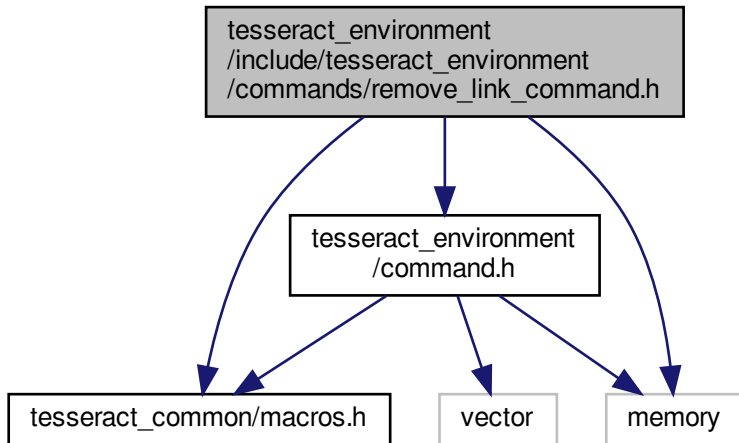 tesseract_environment
/include/tesseract_environment
/commands/remove_link_command.h
tesseract_environment
/command.h
tesseract_common/macros.h
vector
memory